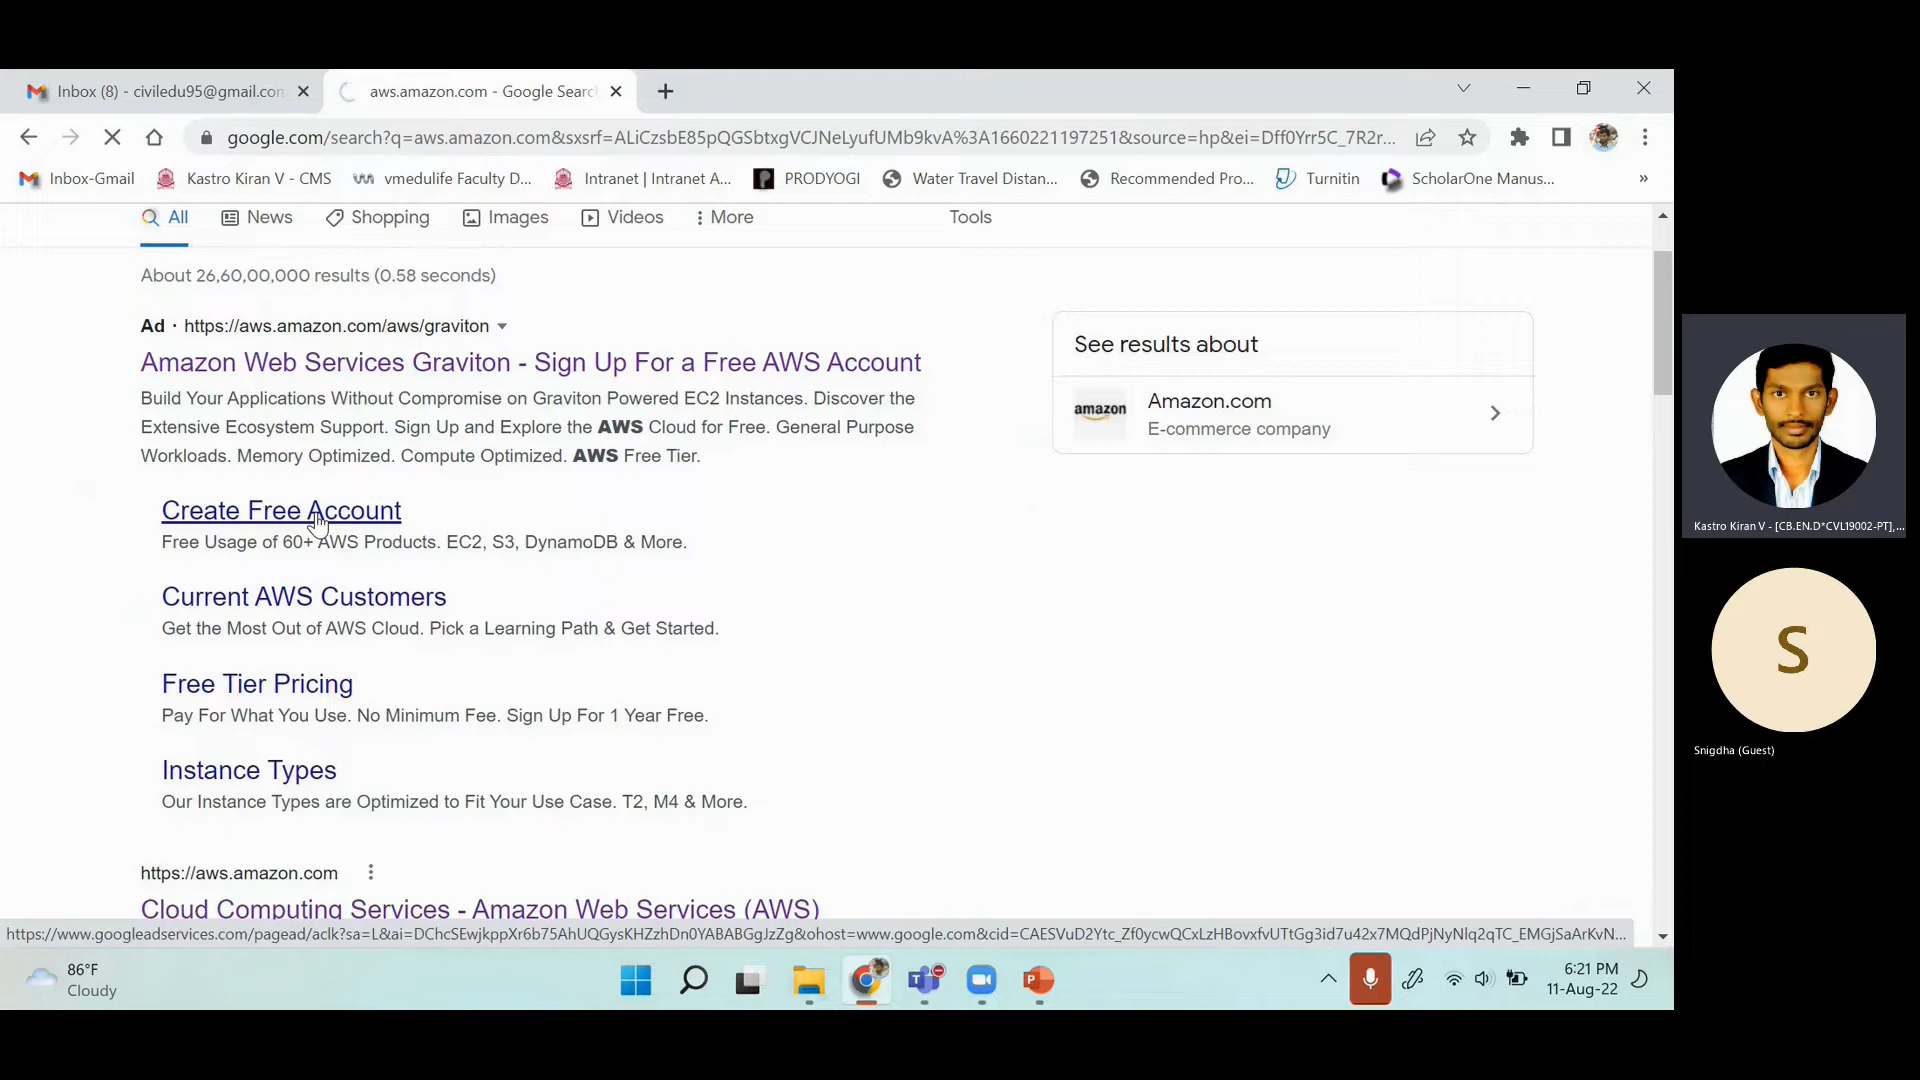 Inbox (8) - civiledu95@gmail.con
aws.amazon.com - Google Search
google.com/search?q=aws.amazon.com&sxsrf=ALiCzsbE85pQGSbtxgVCJNeLyufUMb9kvA%3A1660221197251&source=hp&ei=Dff0Yrr5C_7R2r...
Inbox-Gmail
Kastro Kiran V - CMS
vmedulife Faculty D...
Intranet | Intranet A...
PRODYOGI
Water Travel Distan...
Recommended Pro...
Turnitin
ScholarOne Manus...
»
All
News
Shopping
Images
Videos
More
Tools
About 26,60,00,000 results (0.58 seconds)
Ad · https://aws.amazon.com/aws/graviton
Amazon Web Services Graviton - Sign Up For a Free AWS Account
Build Your Applications Without Compromise on Graviton Powered EC2 Instances. Discover the
Extensive Ecosystem Support. Sign Up and Explore the AWS Cloud for Free. General Purpose
Workloads. Memory Optimized. Compute Optimized. AWS Free Tier.
See results about
amazon
Amazon.com
E-commerce company
Create Free Account
Free Usage of 60+ AWS Products. EC2, S3, DynamoDB & More.
Current AWS Customers
Get the Most Out of AWS Cloud. Pick a Learning Path & Get Started.
Free Tier Pricing
Pay For What You Use. No Minimum Fee. Sign Up For 1 Year Free.
Instance Types
Our Instance Types are Optimized to Fit Your Use Case. T2, M4 & More.
https://aws.amazon.com
Cloud Computing Services - Amazon Web Services (AWS)
https://www.googleadservices.com/pagead/aclk?sa=L&ai=DChcSEwjkppXr6b75AhUQGysKHZzhDn0YABABGgJzZg&ohost=www.google.com&cid=CAESVuD2Ytc_Zf0ycwQCxLzHBovxfvUTtGg3id7u42x7MQdPjNyNlq2qTC_EMGjSaArKvN...
86°F
Cloudy
6:21 PM
11-Aug-22
Kastro Kiran V - [CB.EN.D*CVL19002-PT],...
S
Snigdha (Guest)